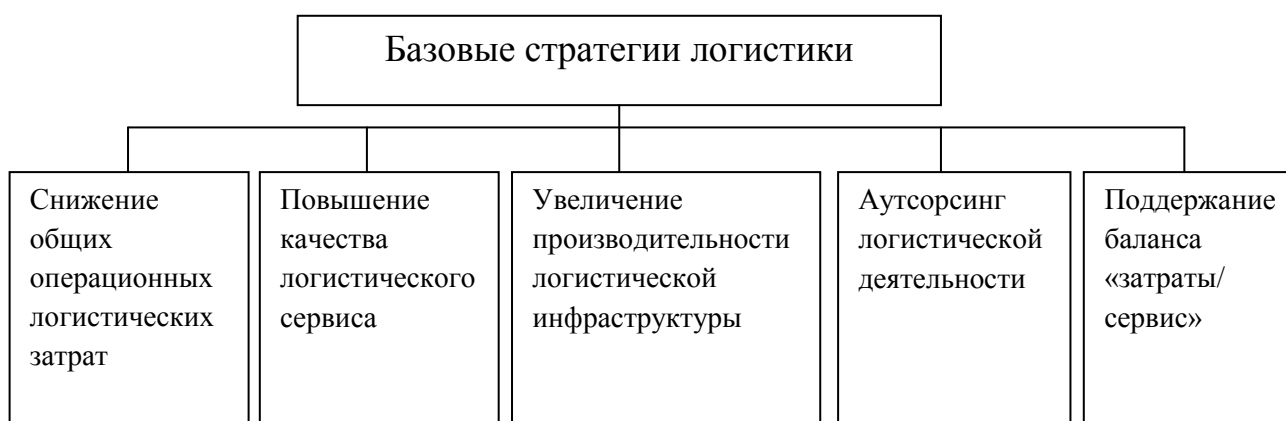 Базовые стратегии логистики
Снижение
общих
операционных
логистических
затрат
Повышение
качества
логистического
сервиса
Увеличение
производительности
логистической
инфраструктуры
Аутсорсинг
логистической
деятельности
Поддержание
баланса
«затраты/
сервис»